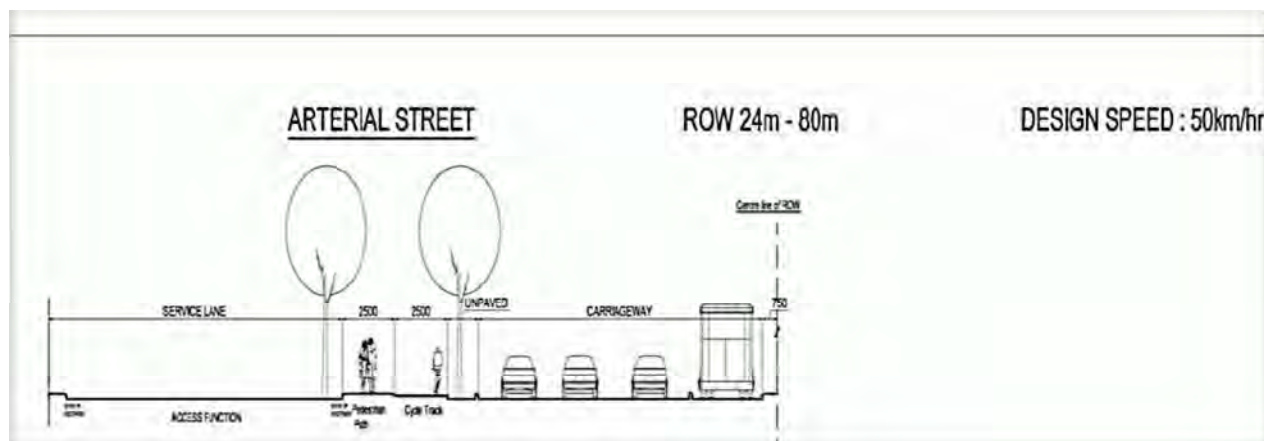 ARTERIAL STREET
ROW 24m - 80m
DESIGN SPEED : 50km/hr
Centre line of ROW
SERVICE LANE
2500
2500
UNPAVED
CARRIAGEWAY
750
ACCESS FUNCTION
Pedestrian
Path
Cycle Track